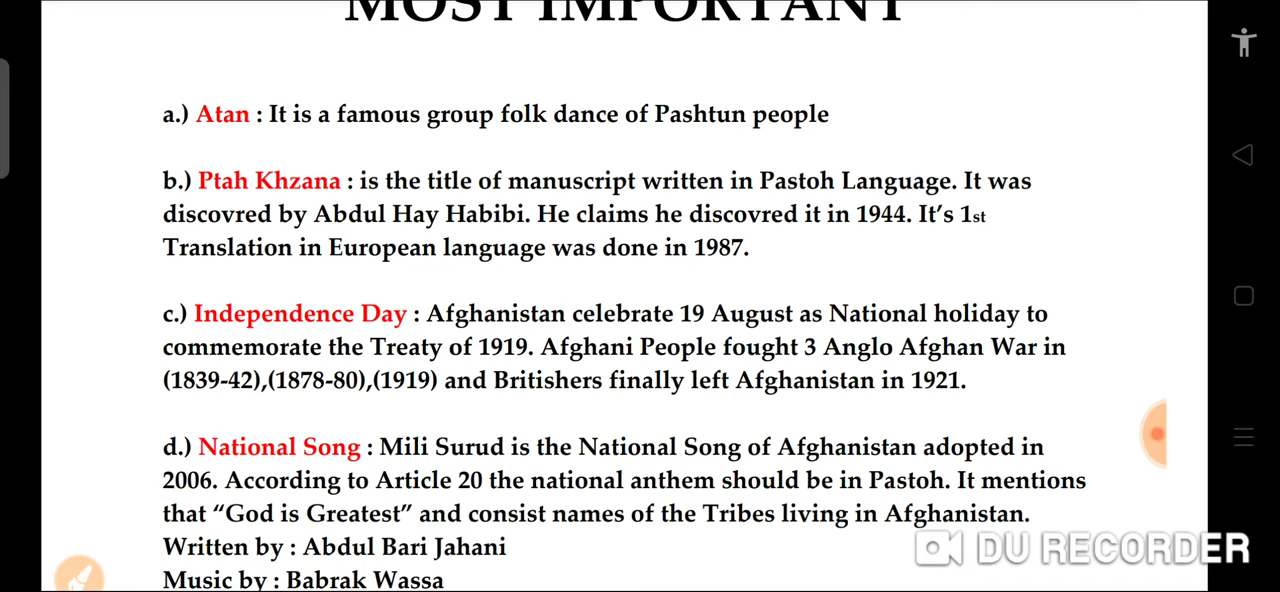 MOST IMPORTANT
a.) Atan : It is a famous group folk dance of Pashtun people
b.) Ptah Khzana : is the title of manuscript written in Pastoh Language. It was
discovred by Abdul Hay Habibi. He claims he discovred it in 1944. It's 1st
Translation in European language was done in 1987.
c.) Independence Day : Afghanistan celebrate 19 August as National holiday to
commemorate the Treaty of 1919. Afghani People fought 3 Anglo Afghan War in
(1839-42),(1878-80),(1919) and Britishers finally left Afghanistan in 1921.
d.) National Song : Mili Surud is the National Song of Afghanistan adopted in
2006. According to Article 20 the national anthem should be in Pastoh. It mentions
that “God is Greatest” and consist names of the Tribes living in Afghanistan.
Written by : Abdul Bari Jahani
Music by : Babrak Wassa
DU RECORDER